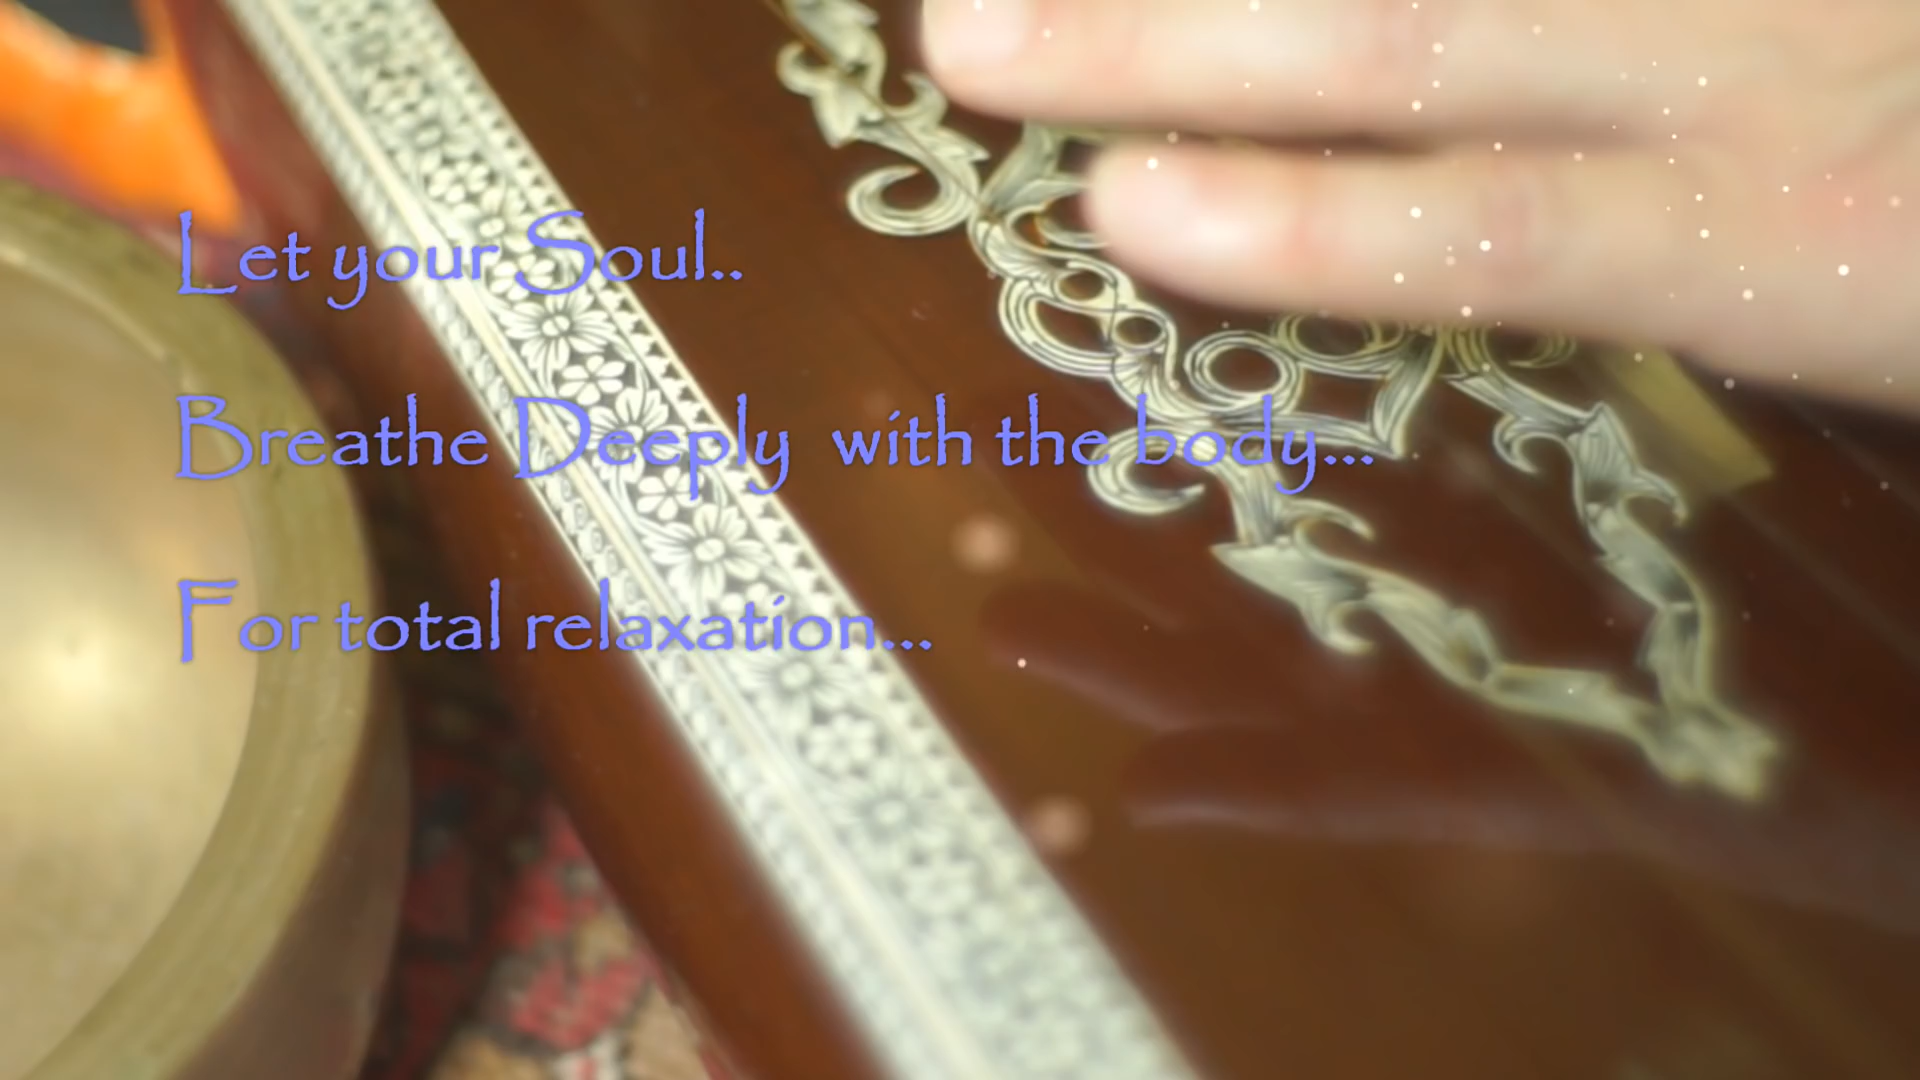 Let your Soul..
Breathe Deeply with the body...
For total relaxation...